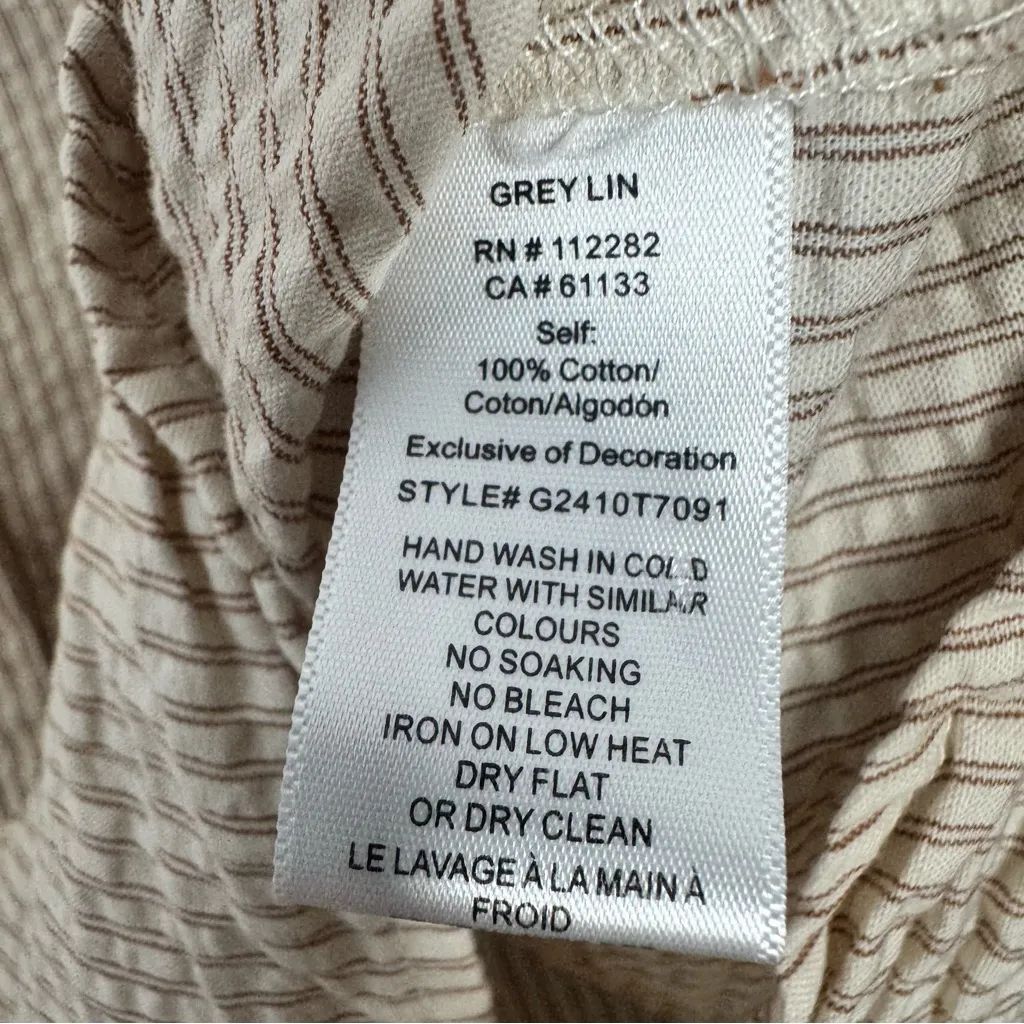 GREY LIN
RN # 112282
CA # 61133
Self:
100% Cotton/
Coton/Algodón
Exclusive of Decoration
STYLE# G2410T7091
HAND WASH IN COLD
WATER WITH SIMILAR
COLOURS
NO SOAKING
NO BLEACH
IRON ON LOW HEAT
DRY FLAT
OR DRY CLEAN
LE LAVAGE À LA MAIN À
FROID